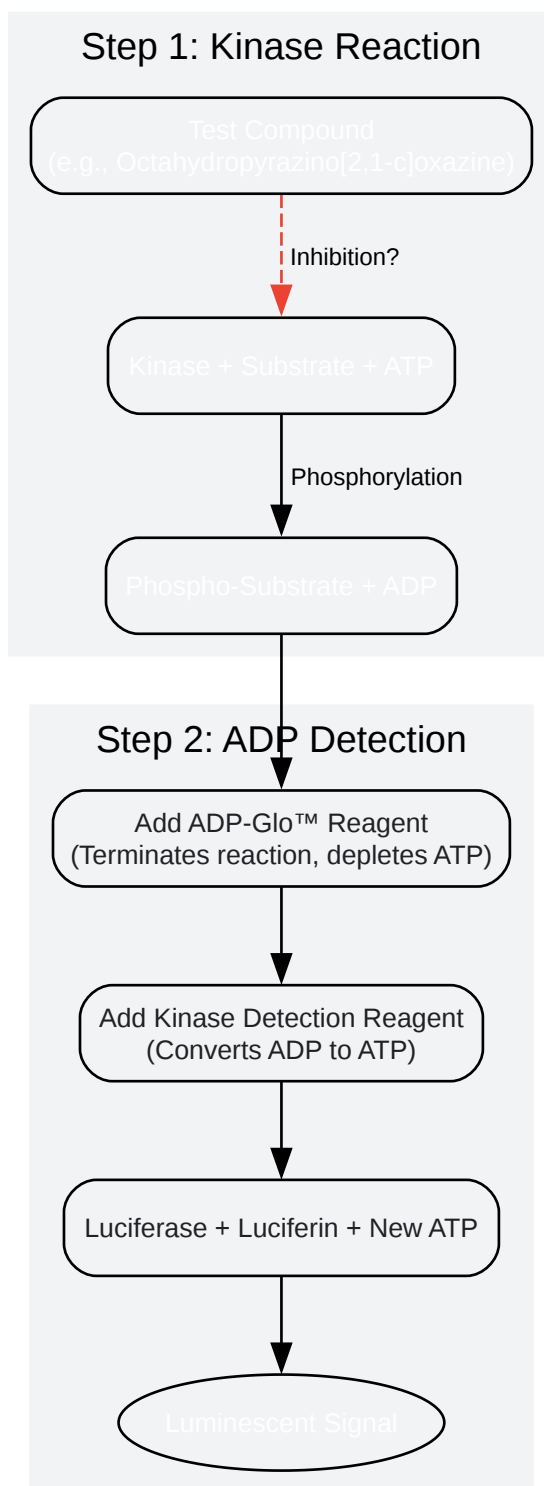 Step 1: Kinase Reaction
Test Compound
(e.g., Octahydropyrazino[2,1-c]oxazine)
Inhibition?
Kinase + Substrate + ATP
Phosphorylation
Phospho-Substrate + ADP
Step 2: ADP Detection
Add ADP-Glo™ Reagent
(Terminates reaction, depletes ATP)
Add Kinase Detection Reagent
(Converts ADP to ATP)
Luciferase + Luciferin + New ATP
Luminescent Signal